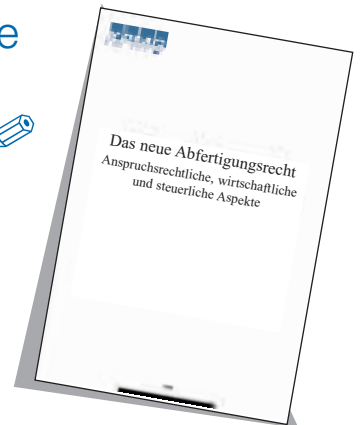 e
Das neue Abfertigungsrecht
Anspruchsrechtliche, wirtschaftliche
und steuerliche Aspekte